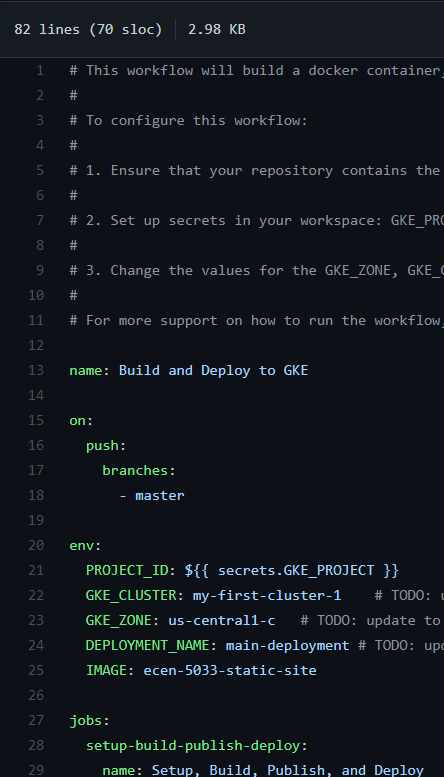 82 lines (70 sloc) 2.98 KB
1 # This workflow will build a docker container,
2 #
3 # To configure this workflow:
4 #
5 # 1. Ensure that your repository contains the
6 #
7 # 2. Set up secrets in your workspace: GKE_PRO
8 #
9 # 3. Change the values for the GKE_ZONE, GKE_C
10 #
11 # For more support on how to run the workflow,
12
13 name: Build and Deploy to GKE
14
15 on:
16   push:
17     branches:
18       - master
19
20 env:
21   PROJECT_ID: ${{ secrets.GKE_PROJECT }}
22   GKE_CLUSTER: my-first-cluster-1    # TODO: u
23   GKE_ZONE: us-central1-c   # TODO: update to
24   DEPLOYMENT_NAME: main-deployment # TODO: upd
25   IMAGE: ecen-5033-static-site
26
27 jobs:
28   setup-build-publish-deploy:
29     name: Setup, Build, Publish, and Deploy